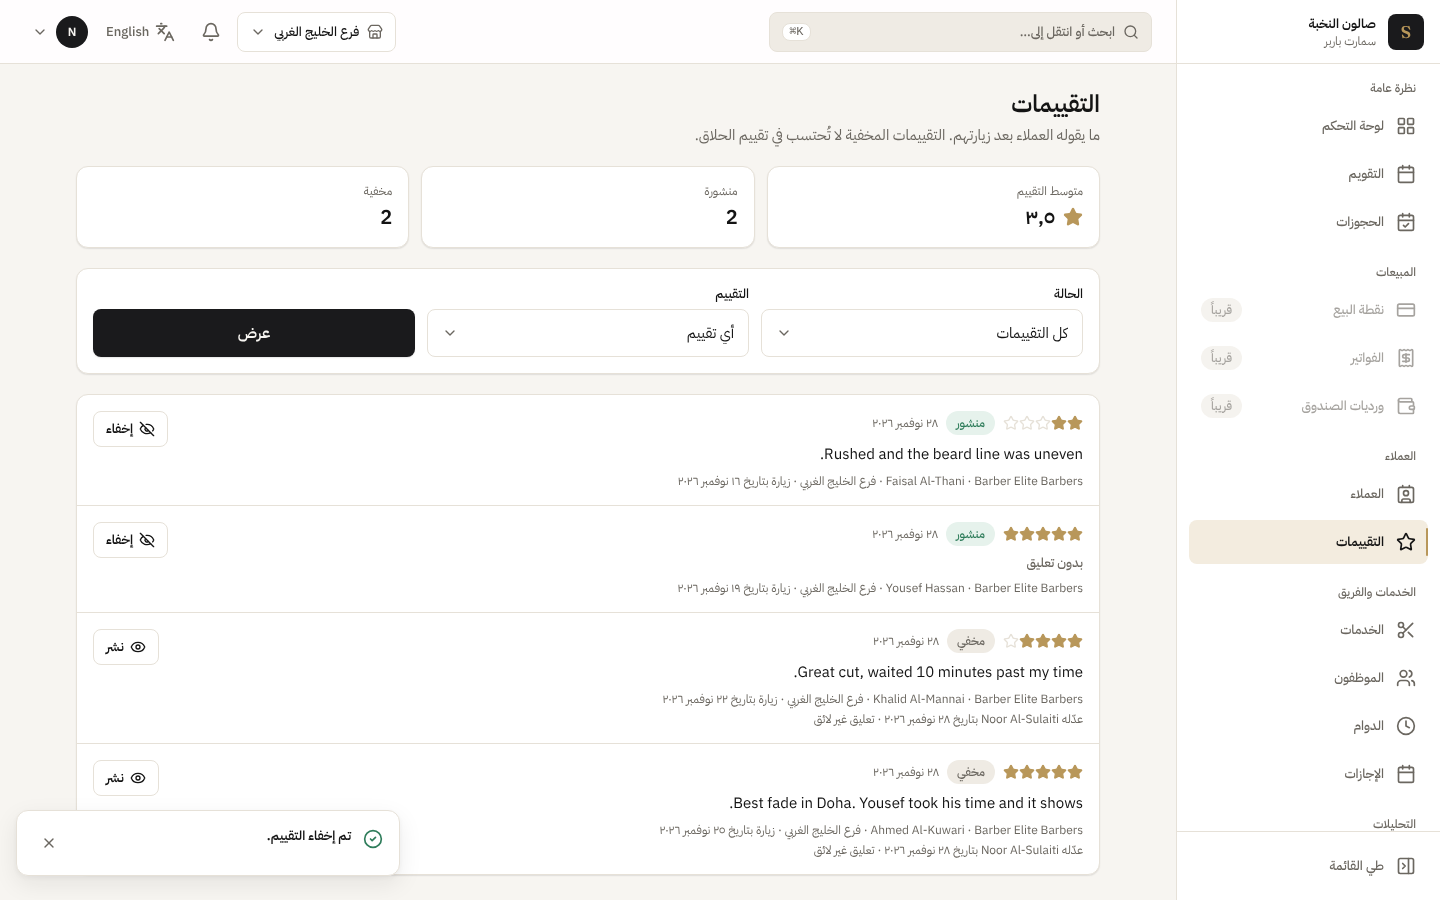 صالون النخبة
سمارت باربر
S
ابحث أو انتقل إلى...
⌘K
فرع الخليج الغربي
English
N
نظرة عامة
لوحة التحكم
التقويم
الحجوزات
المبيعات
نقطة البيع
قريباً
الفواتير
قريباً
ورديات الصندوق
قريباً
العملاء
العملاء
التقييمات
الخدمات والفريق
الخدمات
الموظفون
الدوام
الإجازات
التحليلات
طي القائمة
التقييمات
ما يقوله العملاء بعد زيارتهم. التقييمات المخفية لا تُحتسب في تقييم الحلاق.
متوسط التقييم
٣,٥
منشورة
2
مخفية
2
الحالة
كل التقييمات
التقييم
أي تقييم
عرض
منشور ٢٨ نوفمبر ٢٠٢٦
إخفاء
Rushed and the beard line was uneven.
Faisal Al-Thani · Barber Elite Barbers · فرع الخليج الغربي · زيارة بتاريخ ١٦ نوفمبر ٢٠٢٦
منشور ٢٨ نوفمبر ٢٠٢٦
إخفاء
بدون تعليق
Yousef Hassan · Barber Elite Barbers · فرع الخليج الغربي · زيارة بتاريخ ١٩ نوفمبر ٢٠٢٦
مخفي ٢٨ نوفمبر ٢٠٢٦
نشر
Great cut, waited 10 minutes past my time.
Khalid Al-Mannai · Barber Elite Barbers · فرع الخليج الغربي · زيارة بتاريخ ٢٢ نوفمبر ٢٠٢٦
عدّله Noor Al-Sulaiti بتاريخ ٢٨ نوفمبر ٢٠٢٦ · تعليق غير لائق
مخفي ٢٨ نوفمبر ٢٠٢٦
نشر
Best fade in Doha. Yousef took his time and it shows.
Ahmed Al-Kuwari · Barber Elite Barbers · فرع الخليج الغربي · زيارة بتاريخ ٢٥ نوفمبر ٢٠٢٦
عدّله Noor Al-Sulaiti بتاريخ ٢٨ نوفمبر ٢٠٢٦ · تعليق غير لائق
تم إخفاء التقييم.